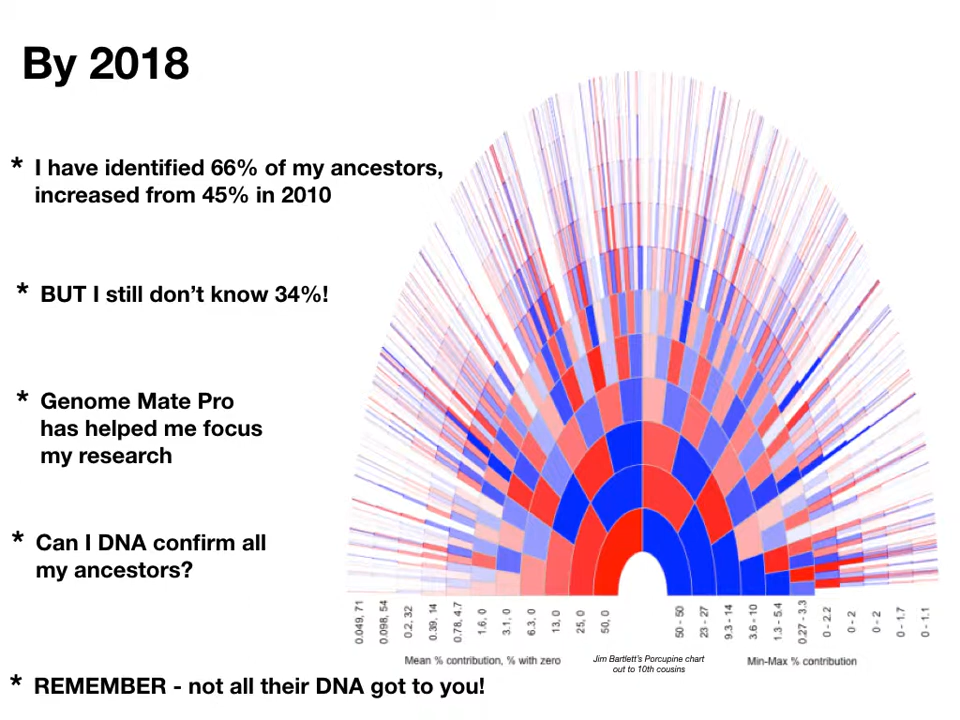 By 2018
* I have identified 66% of my ancestors,
increased from 45% in 2010
* BUT I still don't know 34%!
* Genome Mate Pro
has helped me focus
my research
* Can I DNA confirm all
my ancestors?
0.049, 71
0.098, 54
0.2, 32
0.39, 14
0.78, 4.7
1.6, 0
3.1, 0
6.3, 0
13, 0
25, 0
50, 0
50 - 50
23 - 27
9.3 - 14
3.6 - 10
1.3 - 5.4
0.27 - 3.3
0 - 2.2
0 - 2
0 - 2
0 - 1.7
0 - 1.1
Mean % contribution, % with zero
Jim Bartlett's Porcupine chart
out to 10th cousins
Min-Max % contribution
* REMEMBER - not all their DNA got to you!